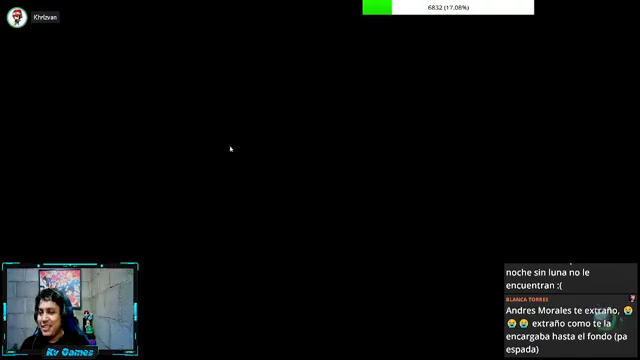 Khrizvan
6832 (17.08%)
noche sin luna no le
encuentran :(
BLANCA TORRES
Andres Morales te extraño, 😭
😭 😭 extraño como te la
encargaba hasta el fondo (pa
espada)
Kv Games